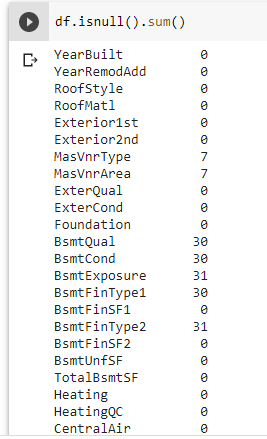 df.isnull().sum()
YearBuilt 0
YearRemodAdd 0
RoofStyle 0
RoofMatl 0
Exterior1st 0
Exterior2nd 0
MasVnrType 7
MasVnrArea 7
ExterQual 0
ExterCond 0
Foundation 0
BsmtQual 30
BsmtCond 30
BsmtExposure 31
BsmtFinType1 30
BsmtFinSF1 0
BsmtFinType2 31
BsmtFinSF2 0
BsmtUnfSF 0
TotalBsmtSF 0
Heating 0
HeatingQC 0
CentralAir 0